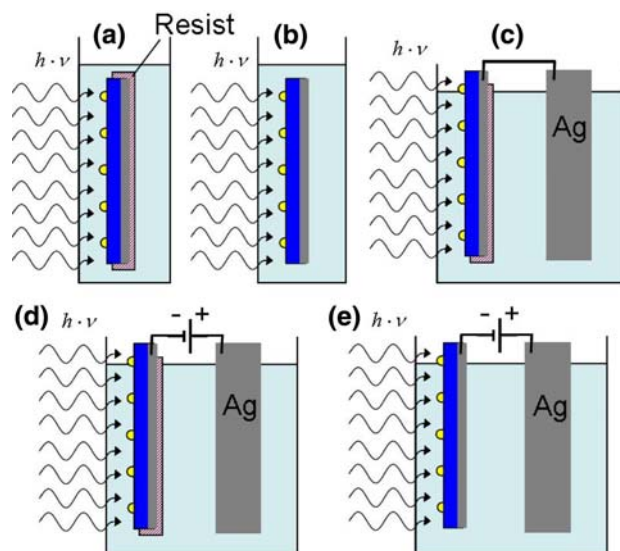 Resist
(a)
(b)
(c)
h · ν
h · ν
h · ν
Ag
(d)
h · ν
- +
Ag
(e)
h · ν
- +
Ag